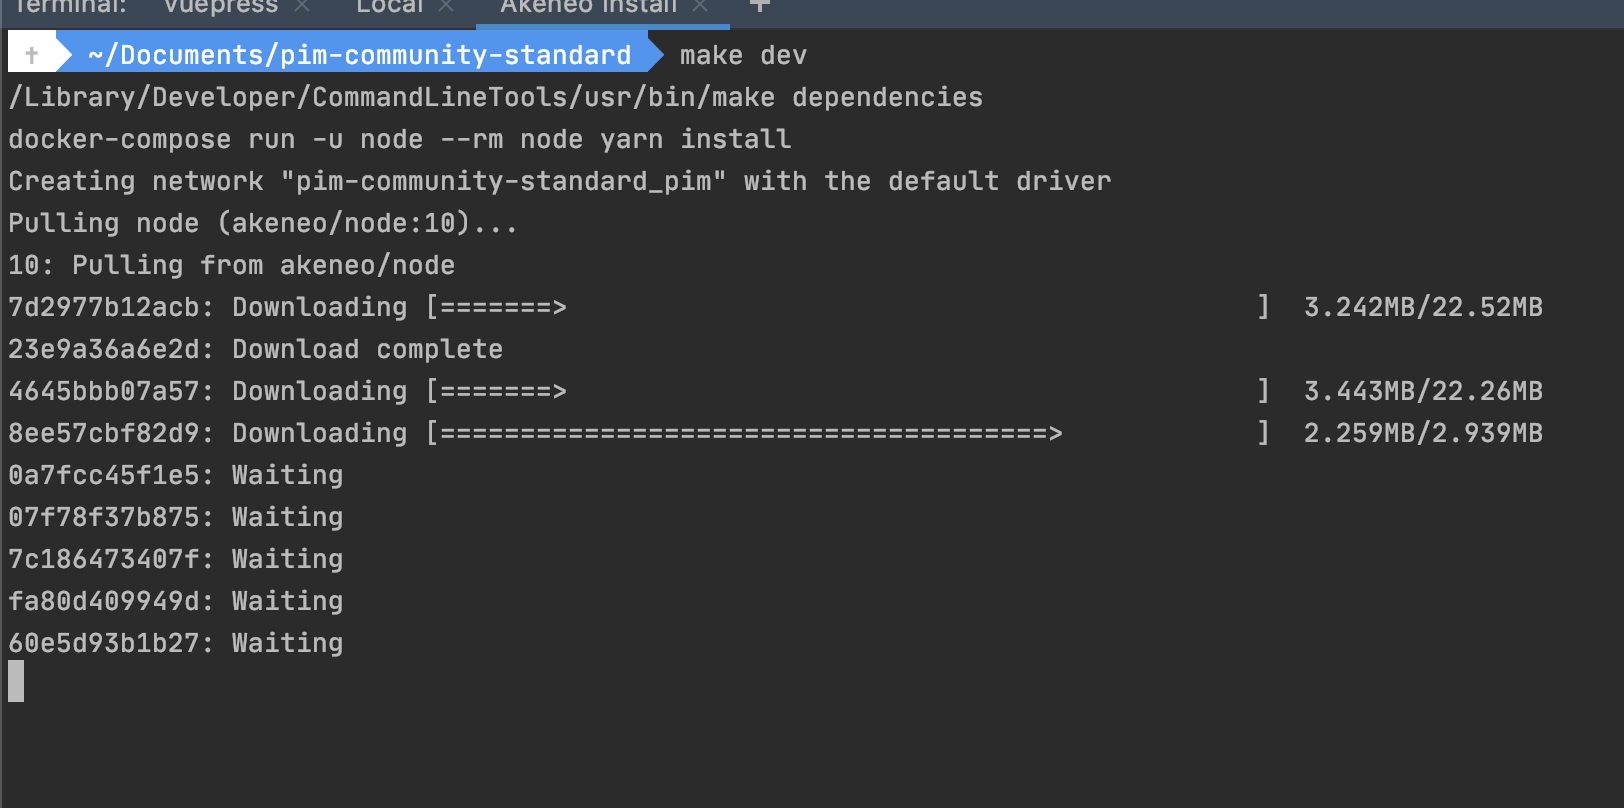 Terminal: Vuepress × Local × Akeneo Install × +
† ~/Documents/pim-community-standard make dev
/Library/Developer/CommandLineTools/usr/bin/make dependencies
docker-compose run -u node --rm node yarn install
Creating network "pim-community-standard_pim" with the default driver
Pulling node (akeneo/node:10)...
10: Pulling from akeneo/node
7d2977b12acb: Downloading [=======>                                           ]  3.242MB/22.52MB
23e9a36a6e2d: Download complete
4645bbb07a57: Downloading [=======>                                           ]  3.443MB/22.26MB
8ee57cbf82d9: Downloading [======================================>            ]  2.259MB/2.939MB
0a7fcc45f1e5: Waiting
07f78f37b875: Waiting
7c186473407f: Waiting
fa80d409949d: Waiting
60e5d93b1b27: Waiting